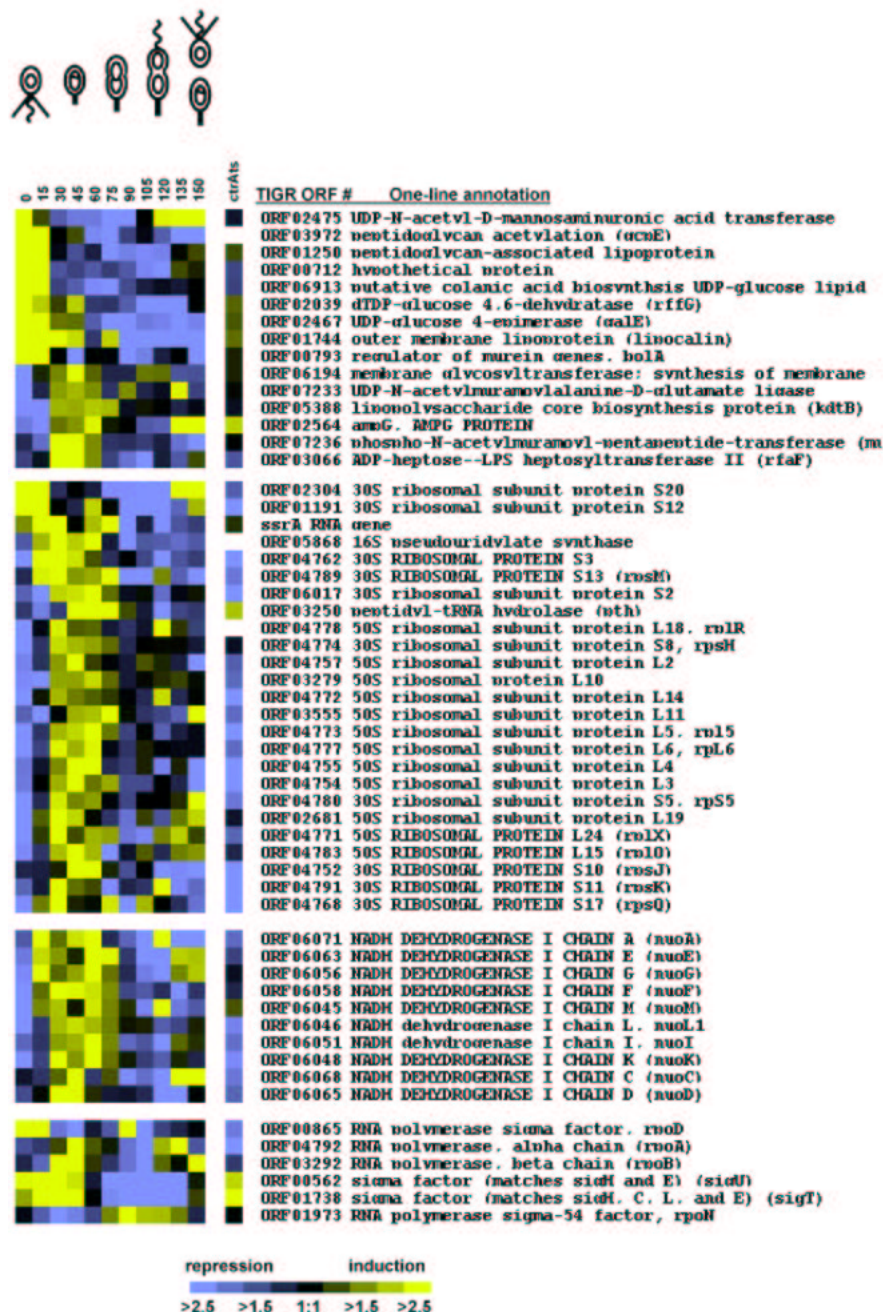 0 15 30 45 60 75 90 105 120 135 150 ctrAts
TIGR ORF # One-line annotation
ORF02475 UDP-N-acetyl-D-mannosaminuronic acid transferase
ORF03972 peptidoglycan acetylation (gcpE)
ORF01250 peptidoglycan-associated lipoprotein
ORF00712 hypothetical protein
ORF06913 putative colanic acid biosynthsis UDP-glucose lipid
ORF02039 dTDP-glucose 4,6-dehydratase (rffG)
ORF02467 UDP-glucose 4-epimerase (galE)
ORF01744 outer membrane lipoprotein (lipocalin)
ORF00793 regulator of murein genes, bolA
ORF06194 membrane glycosyltransferase; synthesis of membrane
ORF07233 UDP-N-acetylmuramoylalanine-D-glutamate ligase
ORF05388 lipopolysaccharide core biosynthesis protein (kdtB)
ORF02564 ampG, AMPG PROTEIN
ORF07236 phospho-N-acetylmuramoyl-pentapeptide-transferase (m
ORF03066 ADP-heptose--LPS heptosyltransferase II (rfaF)
ORF02304 30S ribosomal subunit protein S20
ORF01191 30S ribosomal subunit protein S12
ssrA RNA gene
ORF05868 16S pseudouridylate synthase
ORF04762 30S RIBOSOMAL PROTEIN S3
ORF04789 30S RIBOSOMAL PROTEIN S13 (rpsM)
ORF06017 30S ribosomal subunit protein S2
ORF03250 peptidyl-tRNA hydrolase (pth)
ORF04778 50S ribosomal subunit protein L18, rplR
ORF04774 30S ribosomal subunit protein S8, rpsH
ORF04757 50S ribosomal subunit protein L2
ORF03279 50S ribosomal protein L10
ORF04772 50S ribosomal subunit protein L14
ORF03555 50S ribosomal subunit protein L11
ORF04773 50S ribosomal subunit protein L5, rpl5
ORF04777 50S ribosomal subunit protein L6, rpL6
ORF04755 50S ribosomal subunit protein L4
ORF04754 50S ribosomal subunit protein L3
ORF04780 30S ribosomal subunit protein S5, rpS5
ORF02681 50S ribosomal subunit protein L19
ORF04771 50S RIBOSOMAL PROTEIN L24 (rplX)
ORF04783 50S RIBOSOMAL PROTEIN L15 (rplO)
ORF04752 30S RIBOSOMAL PROTEIN S10 (rpsJ)
ORF04791 30S RIBOSOMAL PROTEIN S11 (rpsK)
ORF04768 30S RIBOSOMAL PROTEIN S17 (rpsQ)
ORF06071 NADH DEHYDROGENASE I CHAIN A (nuoA)
ORF06063 NADH DEHYDROGENASE I CHAIN E (nuoE)
ORF06056 NADH DEHYDROGENASE I CHAIN G (nuoG)
ORF06058 NADH DEHYDROGENASE I CHAIN F (nuoF)
ORF06045 NADH DEHYDROGENASE I CHAIN M (nuoM)
ORF06046 NADH dehydrogenase I chain L, nuoL1
ORF06051 NADH dehydrogenase I chain I, nuoI
ORF06048 NADH DEHYDROGENASE I CHAIN K (nuoK)
ORF06068 NADH DEHYDROGENASE I CHAIN C (nuoC)
ORF06065 NADH DEHYDROGENASE I CHAIN D (nuoD)
ORF00865 RNA polymerase sigma factor, rpoD
ORF04792 RNA polymerase, alpha chain (rpoA)
ORF03292 RNA polymerase, beta chain (rpoB)
ORF00562 sigma factor (matches sigH and E) (sigU)
ORF01738 sigma factor (matches sigH, C, L, and E) (sigT)
ORF01973 RNA polymerase sigma-54 factor, rpoN
repression induction
>2.5 >1.5 1:1 >1.5 >2.5